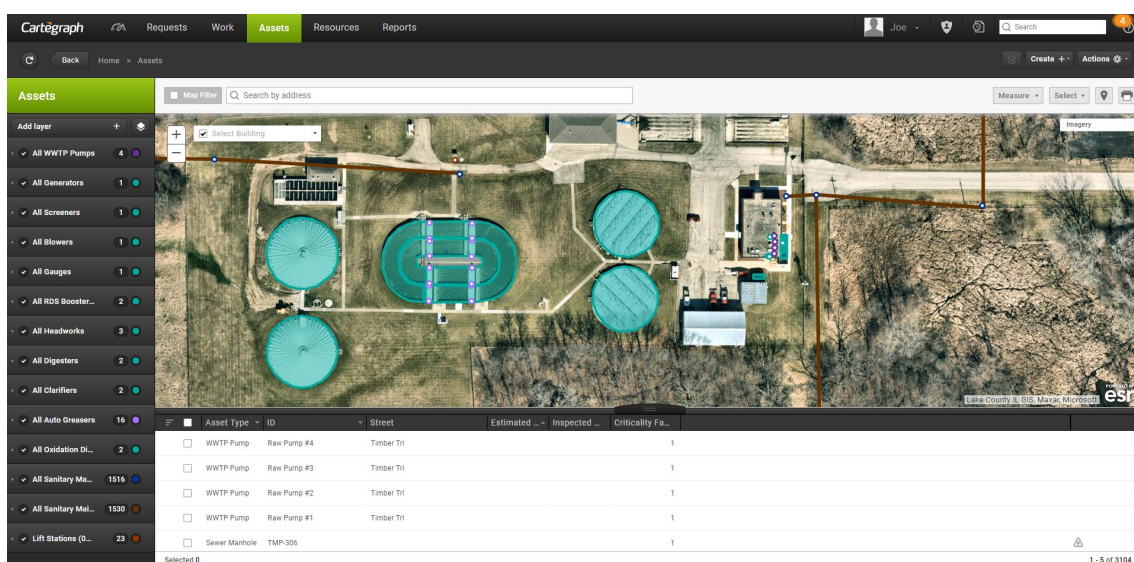 Cartegraph Requests Work Assets Resources Reports Joe Search 4
Back Home > Assets Create + Actions
Assets Map Filter Search by address Measure Select
Add layer +
+ Select Building Imagery
−
All WWTP Pumps 4
All Generators 1
All Screeners 1
All Blowers 1
All Gauges 1
All RDS Booster... 2
All Headworks 3
All Digesters 2
All Clarifiers 2
All Auto Greasers 16
All Oxidation Di... 2
All Sanitary Ma... 1516
All Sanitary Mai... 1530
Lift Stations (0... 23
POWERED BY
esri
Lake County IL GIS, Maxar, Microsoft
Asset Type ID Street Estimated ... Inspected ... Criticality Fa...
WWTP Pump Raw Pump #4 Timber Trl 1
WWTP Pump Raw Pump #3 Timber Trl 1
WWTP Pump Raw Pump #2 Timber Trl 1
WWTP Pump Raw Pump #1 Timber Trl 1
Sewer Manhole TMP-306 1
Selected 0 1 - 5 of 3104